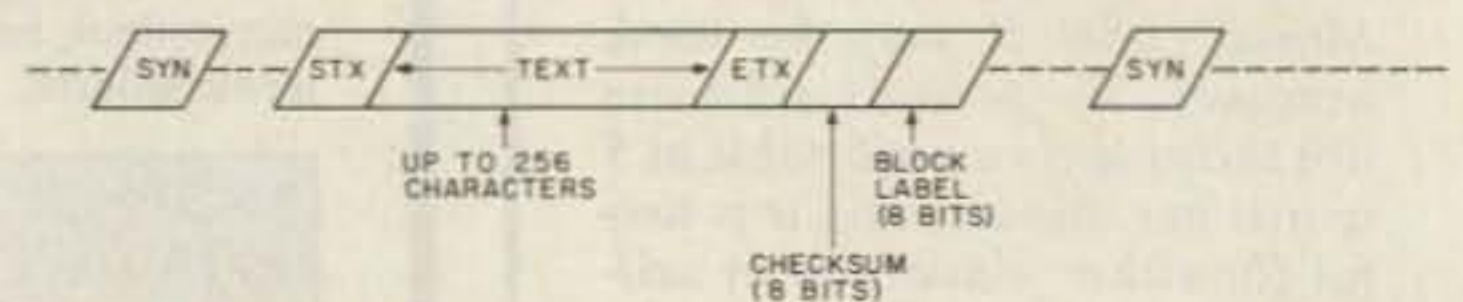 SYN STX TEXT ETX SYN
UP TO 256
CHARACTERS
BLOCK
LABEL
(8 BITS)
CHECKSUM
(8 BITS)